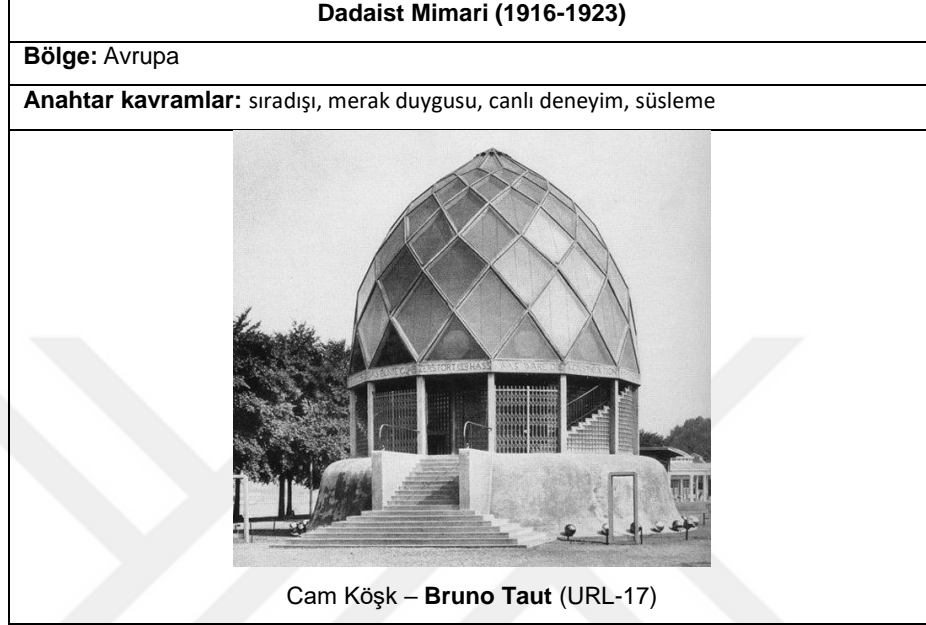 Dadaist Mimari (1916-1923)
Bölge: Avrupa
Anahtar kavramlar: sıradışı, merak duygusu, canlı deneyim, süsleme
Cam Köşk – Bruno Taut (URL-17)